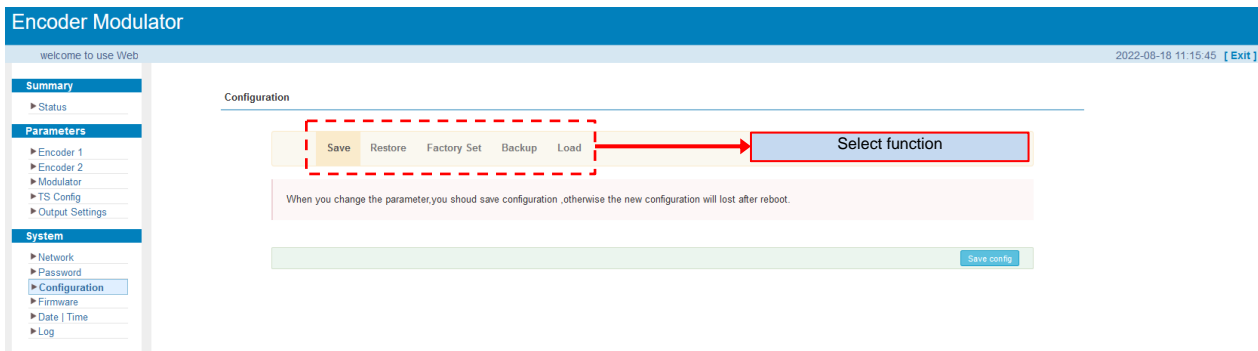 Encoder Modulator
welcome to use Web
2022-08-18 11:15:45 [ Exit ]
Summary
Status
Parameters
Encoder 1
Encoder 2
Modulator
TS Config
Output Settings
System
Network
Password
Configuration
Firmware
Date | Time
Log
Configuration
Save Restore Factory Set Backup Load
Select function
When you change the parameter,you shoud save configuration ,otherwise the new configuration will lost after reboot.
Save config